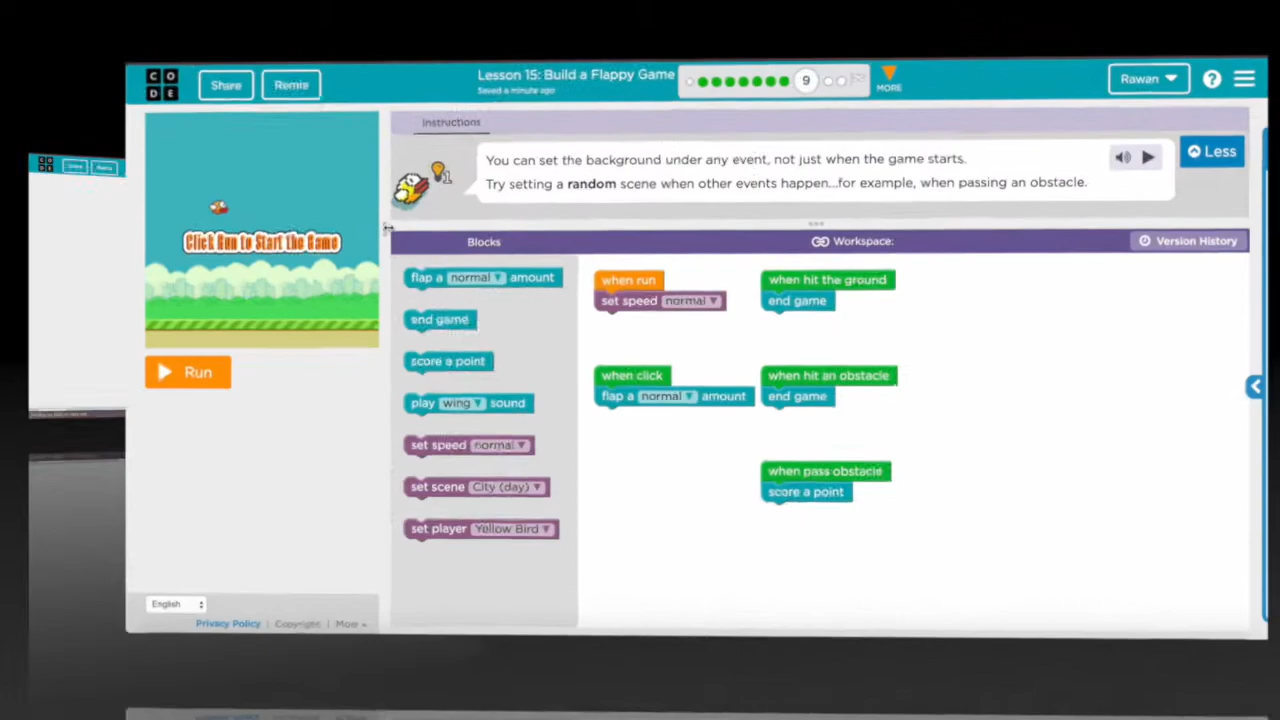 CODE
Share
Remix
Lesson 15: Build a Flappy Game
Saved a minute ago
9
MORE
Rawan
?
Instructions
1
You can set the background under any event, not just when the game starts.
Try setting a random scene when other events happen...for example, when passing an obstacle.
Less
Click Run to Start the Game
Run
Blocks
Workspace:
Version History
flap a normal amount
end game
score a point
play wing sound
set speed normal
set scene City (day)
set player Yellow Bird
when run
set speed normal
when click
flap a normal amount
when hit the ground
end game
when hit an obstacle
end game
when pass obstacle
score a point
English
Privacy Policy | Copyright | More